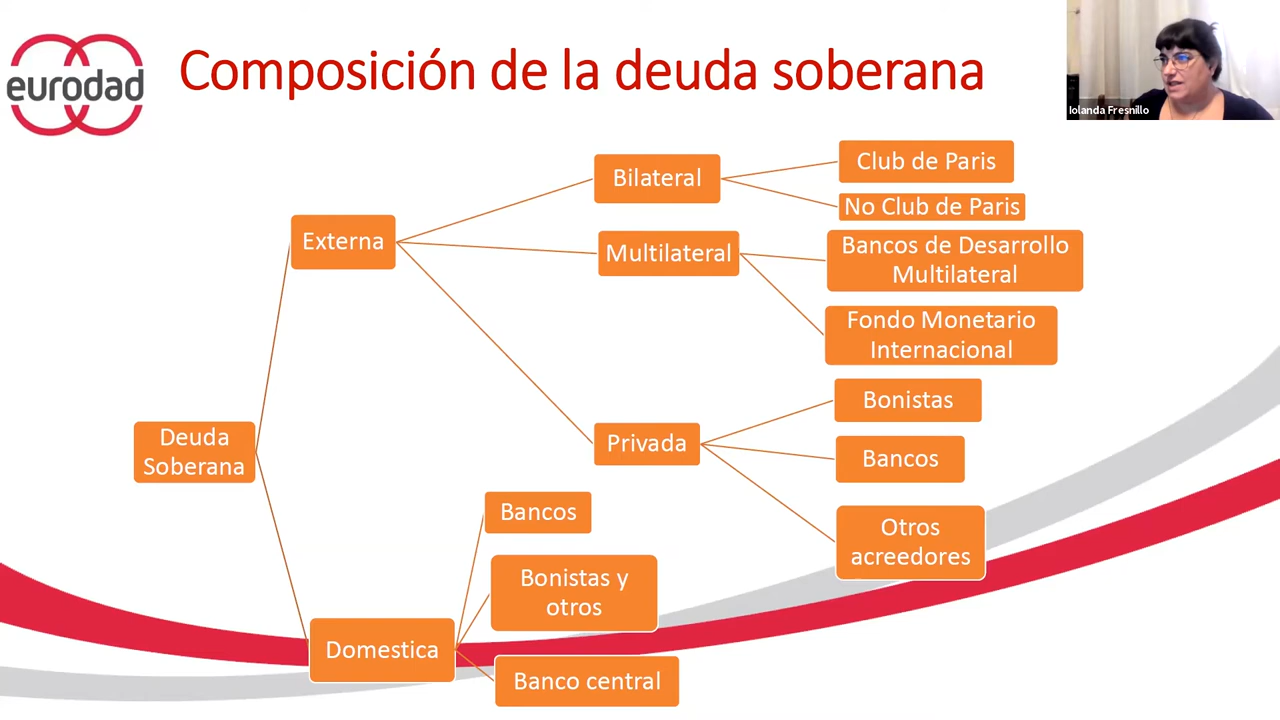 eurodad
Composición de la deuda soberana
Iolanda Fresnillo
Deuda
Soberana
Externa
Bilateral
Club de Paris
No Club de Paris
Multilateral
Bancos de Desarrollo
Multilateral
Fondo Monetario
Internacional
Privada
Bonistas
Bancos
Otros
acreedores
Domestica
Bancos
Bonistas y
otros
Banco central